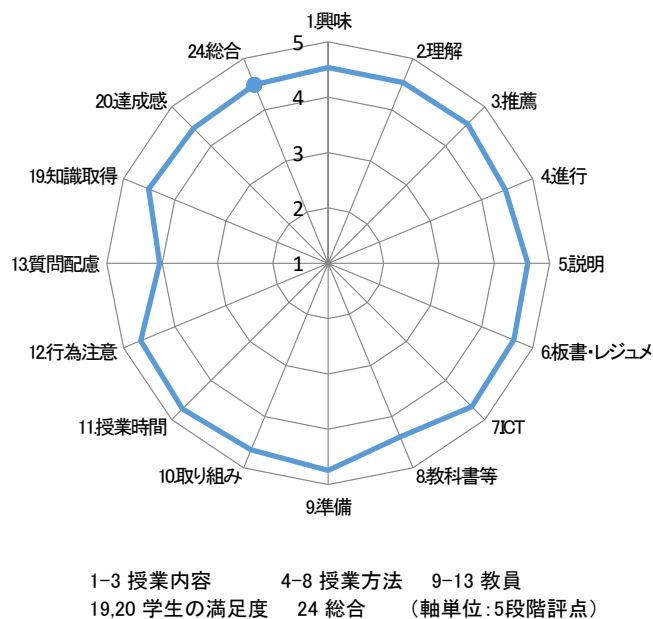 1.興味
2.理解
3.推薦
4.進行
5.説明
6.板書・レジュメ
7.ICT
8.教科書等
9.準備
10.取り組み
11.授業時間
12.行為注意
13.質問配慮
19.知識取得
20.達成感
24.総合
5
4
3
2
1
1-3 授業内容 4-8 授業方法 9-13 教員
19,20 学生の満足度 24 総合 （軸単位：5段階評点）